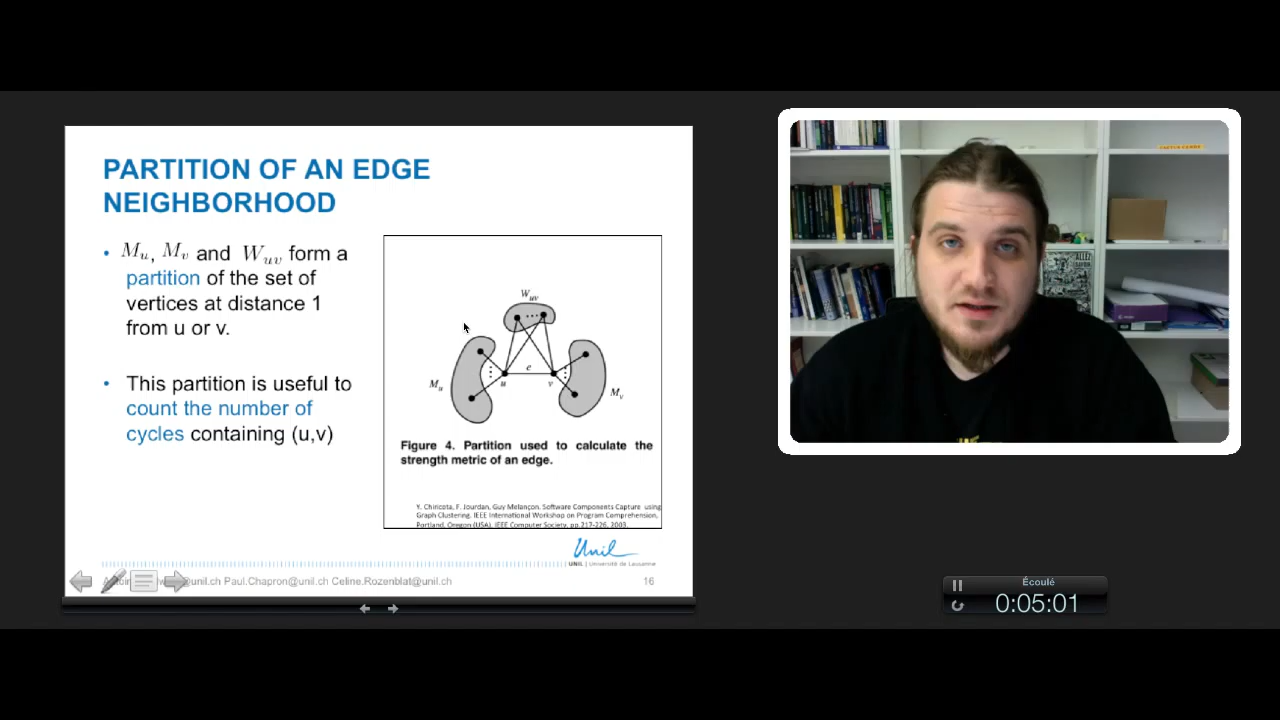 PARTITION OF AN EDGE
NEIGHBORHOOD
• Mu, Mv and Wuv form a
partition of the set of
vertices at distance 1
from u or v.
• This partition is useful to
count the number of
cycles containing (u,v)
Wuv
Mu
u
e
v
Mv
Figure 4. Partition used to calculate the
strength metric of an edge.
Y. Chiricota, F. Jourdan, Guy Melançon. Software Components Capture using
Graph Clustering. IEEE International Workshop on Program Comprehension,
Portland, Oregon (USA), IEEE Computer Society, pp.217-226, 2003.
Unil
UNIL | Université de Lausanne
@unil.ch Paul.Chapron@unil.ch Celine.Rozenblat@unil.ch
16
Écoulé
0:05:01